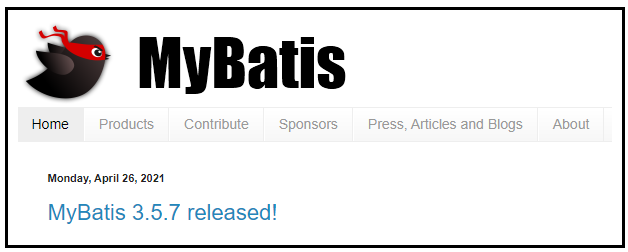 MyBatis
Home Products Contribute Sponsors Press, Articles and Blogs About
Monday, April 26, 2021
MyBatis 3.5.7 released!